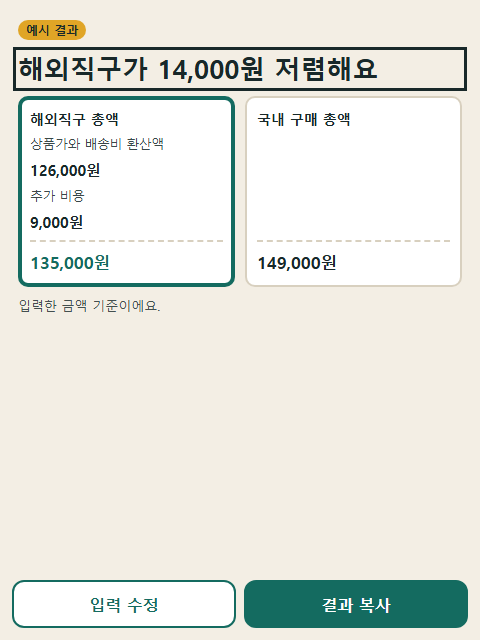 예시 결과
해외직구가 14,000원 저렴해요
해외직구 총액
상품가와 배송비 환산액
126,000원
추가 비용
9,000원
135,000원
국내 구매 총액
149,000원
입력한 금액 기준이에요.
입력 수정
결과 복사